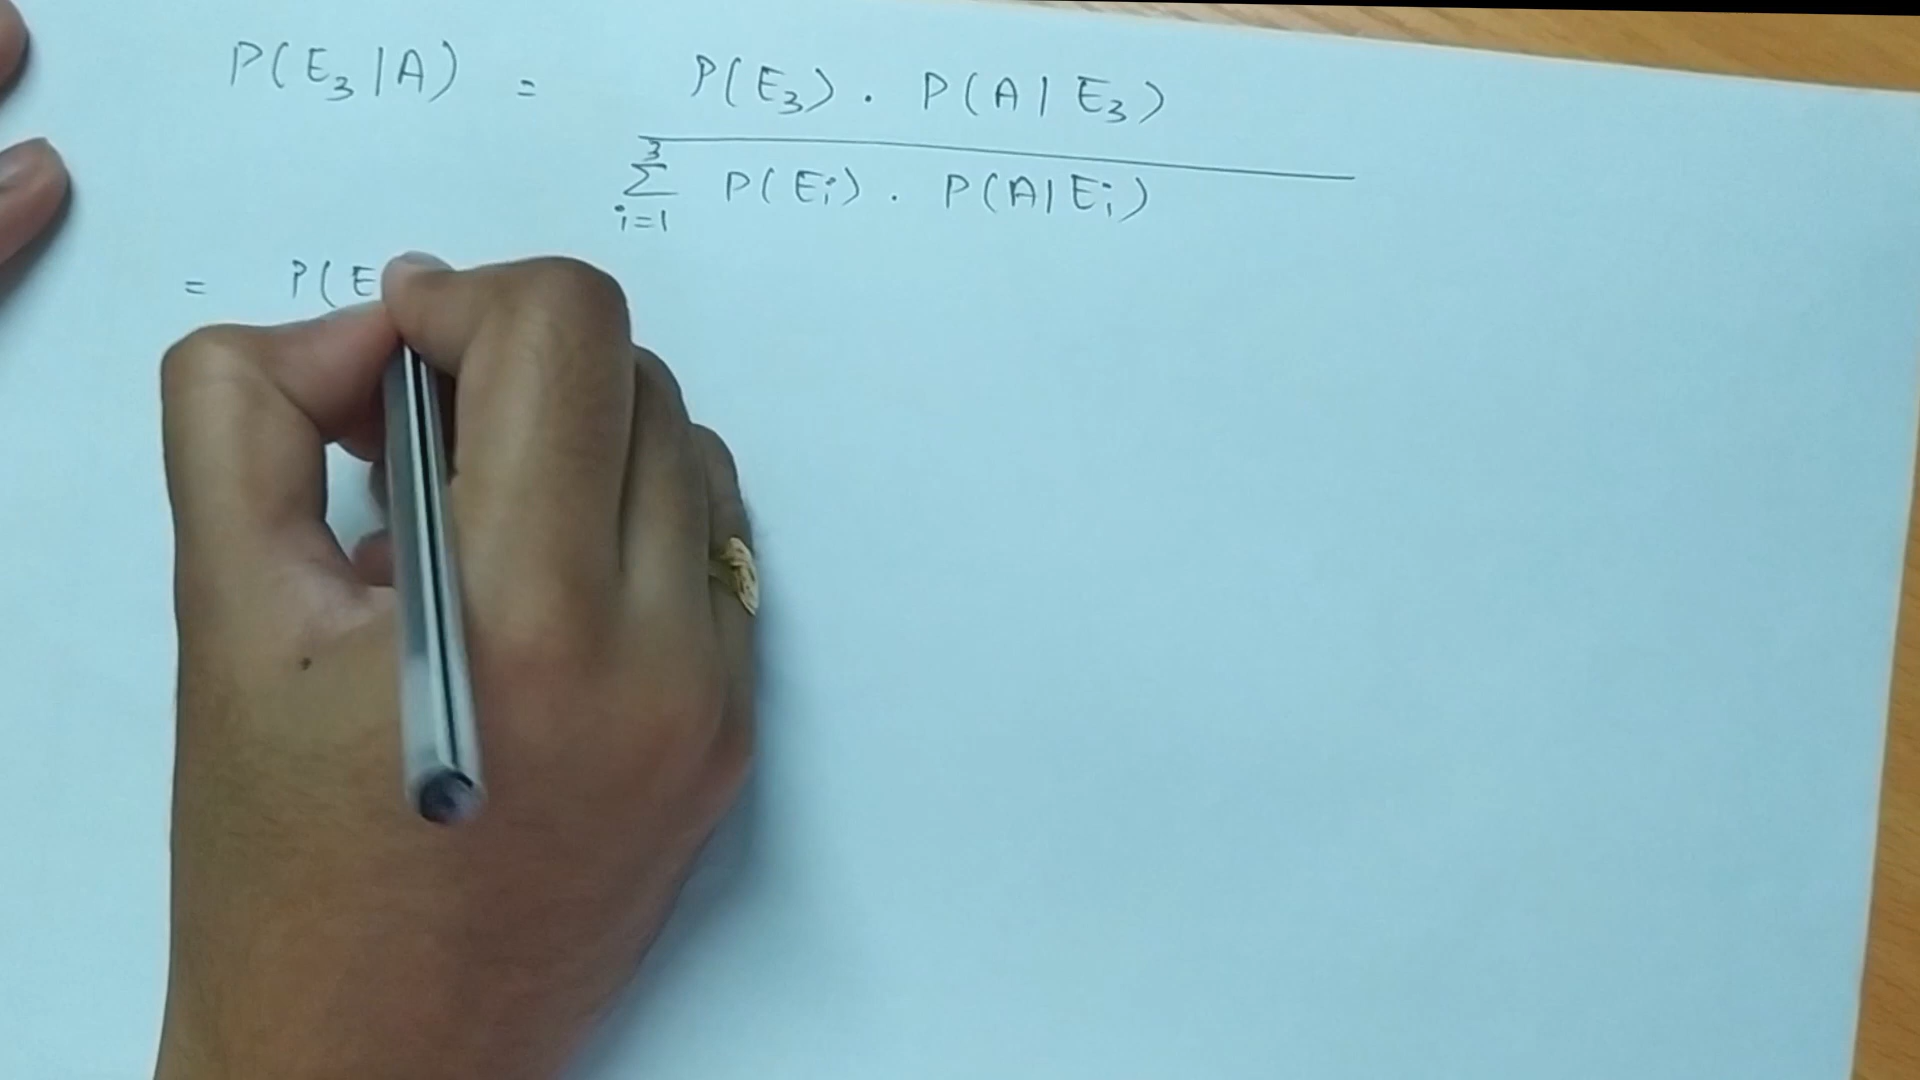 P(E₃|A) = P(E₃) . P(A|E₃)
3
Σ P(Eᵢ) . P(A|Eᵢ)
i=1
= P(E